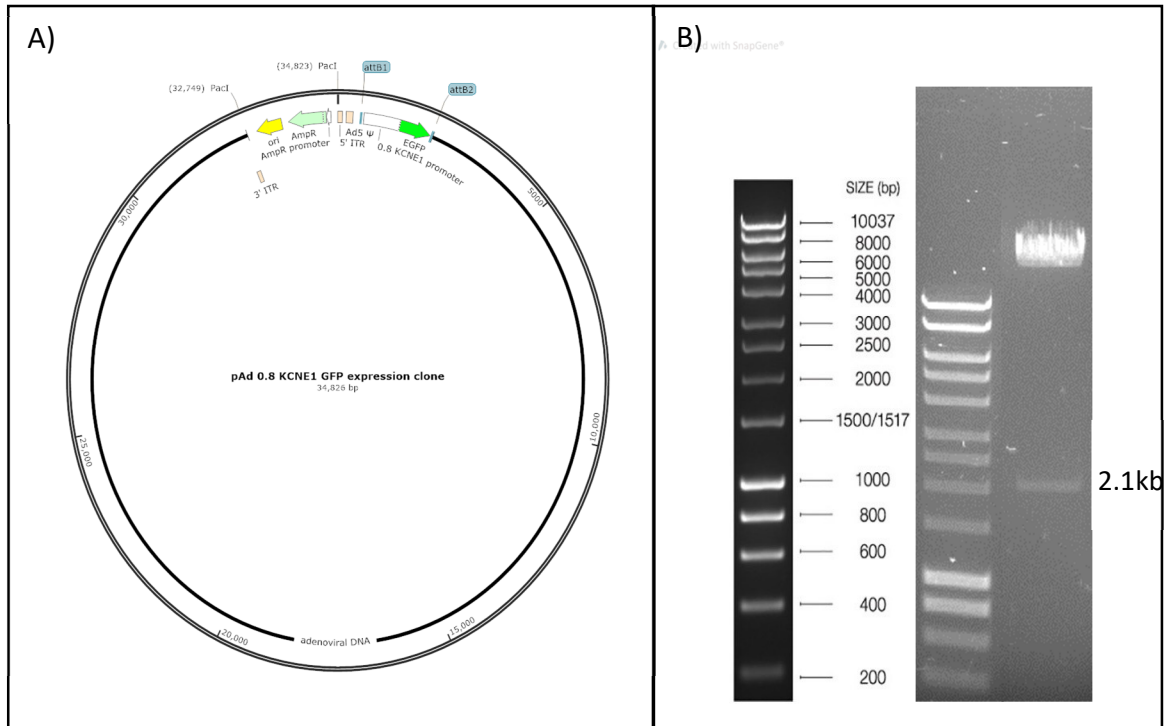 A)
(34,823) PacI
attB1
(32,749) PacI
attB2
ori
AmpR
AmpR promoter
5' ITR
Ad5 Ψ
EGFP
0.8 KCNE1 promoter
3' ITR
5000
10,000
15,000
20,000
25,000
30,000
pAd 0.8 KCNE1 GFP expression clone
34,826 bp
adenoviral DNA
B)
with SnapGene®
SIZE (bp)
10037
8000
6000
5000
4000
3000
2500
2000
1500/1517
1000
800
600
400
200
2.1kb